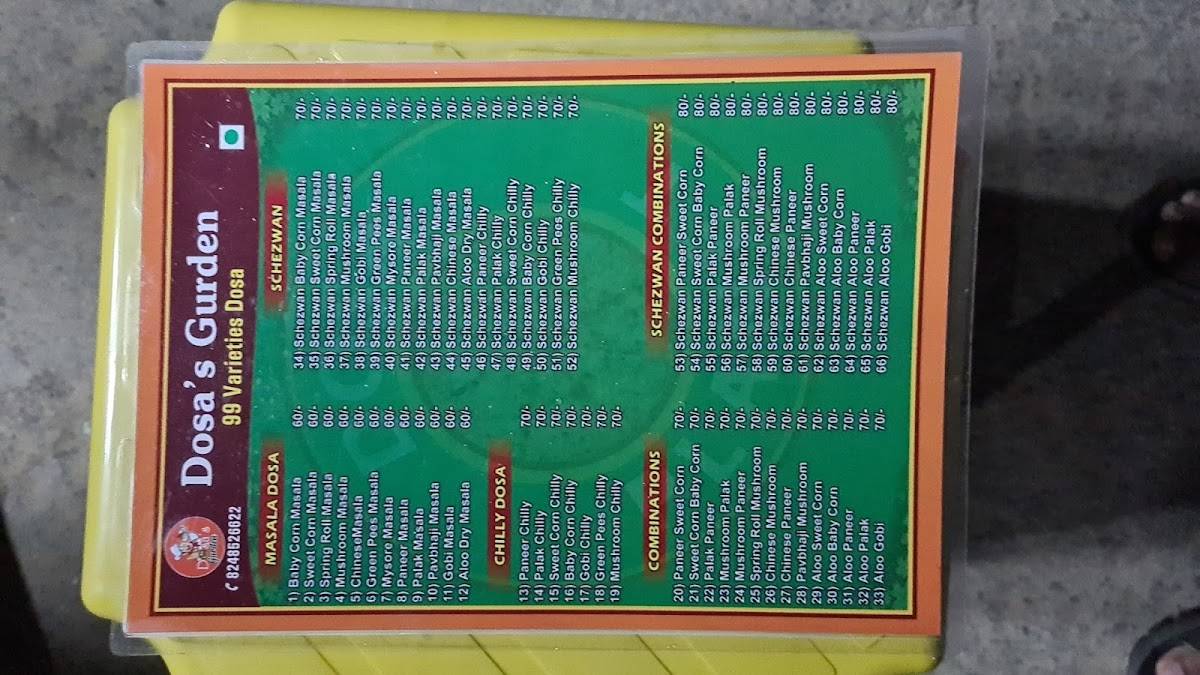 Dosa's Gurden
99 Varieties Dosa
8248826622
MASALA DOSA
1) Baby Corn Masala 60/-
2) Sweet Corn Masala 60/-
3) Spring Roll Masala 60/-
4) Mushroom Masala 60/-
5) ChineseMasala 60/-
6) Green Pees Masala 60/-
7) Mysore Masala 60/-
8) Paneer Masala 60/-
9) Palak Masala 60/-
10) Pavbhaji Masala 60/-
11) Gobi Masala 60/-
12) Aloo Dry Masala 60/-
CHILLY DOSA
13) Paneer Chilly 70/-
14) Palak Chilly 70/-
15) Sweet Corn Chilly 70/-
16) Baby Corn Chilly 70/-
17) Gobi Chilly 70/-
18) Green Pees Chilly 70/-
19) Mushroom Chilly 70/-
COMBINATIONS
20) Paneer Sweet Corn 70/-
21) Sweet Corn Baby Corn 70/-
22) Palak Paneer 70/-
23) Mushroom Palak 70/-
24) Mushroom Paneer 70/-
25) Spring Roll Mushroom 70/-
26) Chinese Mushroom 70/-
27) Chinese Paneer 70/-
28) Pavbhaji Mushroom 70/-
29) Aloo Sweet Corn 70/-
30) Aloo Baby Corn 70/-
31) Aloo Paneer 70/-
32) Aloo Palak 70/-
33) Aloo Gobi 70/-
SCHEZWAN
34) Schezwan Baby Corn Masala 70/-
35) Schezwan Sweet Corn Masala 70/-
36) Schezwan Spring Roll Masala 70/-
37) Schezwan Mushroom Masala 70/-
38) Schezwan Gobi Masala 70/-
39) Schezwan Green Pees Masala 70/-
40) Schezwan Mysore Masala 70/-
41) Schezwan Paneer Masala 70/-
42) Schezwan Palak Masala 70/-
43) Schezwan Pavbhaji Masala 70/-
44) Schezwan Chinese Masala 70/-
45) Schezwan Aloo Dry Masala 70/-
46) Schezwan Paneer Chilly 70/-
47) Schezwan Palak Chilly 70/-
48) Schezwan Sweet Corn Chilly 70/-
49) Schezwan Baby Corn Chilly 70/-
50) Schezwan Gobi Chilly 70/-
51) Schezwan Green Pees Chilly 70/-
52) Schezwan Mushroom Chilly 70/-
SCHEZWAN COMBINATIONS
53) Schezwan Paneer Sweet Corn 80/-
54) Schezwan Sweet Corn Baby Corn 80/-
55) Schezwan Palak Paneer 80/-
56) Schezwan Mushroom Palak 80/-
57) Schezwan Mushroom Paneer 80/-
58) Schezwan Spring Roll Mushroom 80/-
59) Schezwan Chinese Mushroom 80/-
60) Schezwan Chinese Paneer 80/-
61) Schezwan Pavbhaji Mushroom 80/-
62) Schezwan Aloo Sweet Corn 80/-
63) Schezwan Aloo Baby Corn 80/-
64) Schezwan Aloo Paneer 80/-
65) Schezwan Aloo Palak 80/-
66) Schezwan Aloo Gobi 80/-